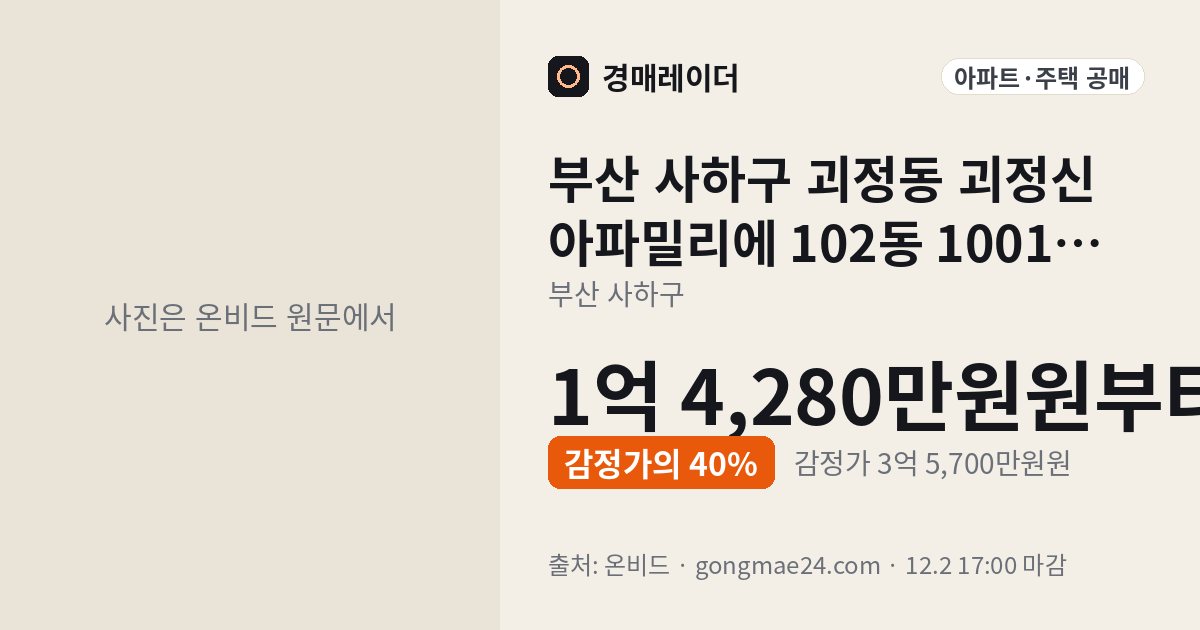 사진은 온비드 원문에서
경매레이더
아파트·주택 공매
부산 사하구 괴정동 괴정신
아파밀리에 102동 1001…
부산 사하구
1억 4,280만원원부터
감정가의 40%
감정가 3억 5,700만원원
출처: 온비드 · gongmae24.com · 12.2 17:00 마감